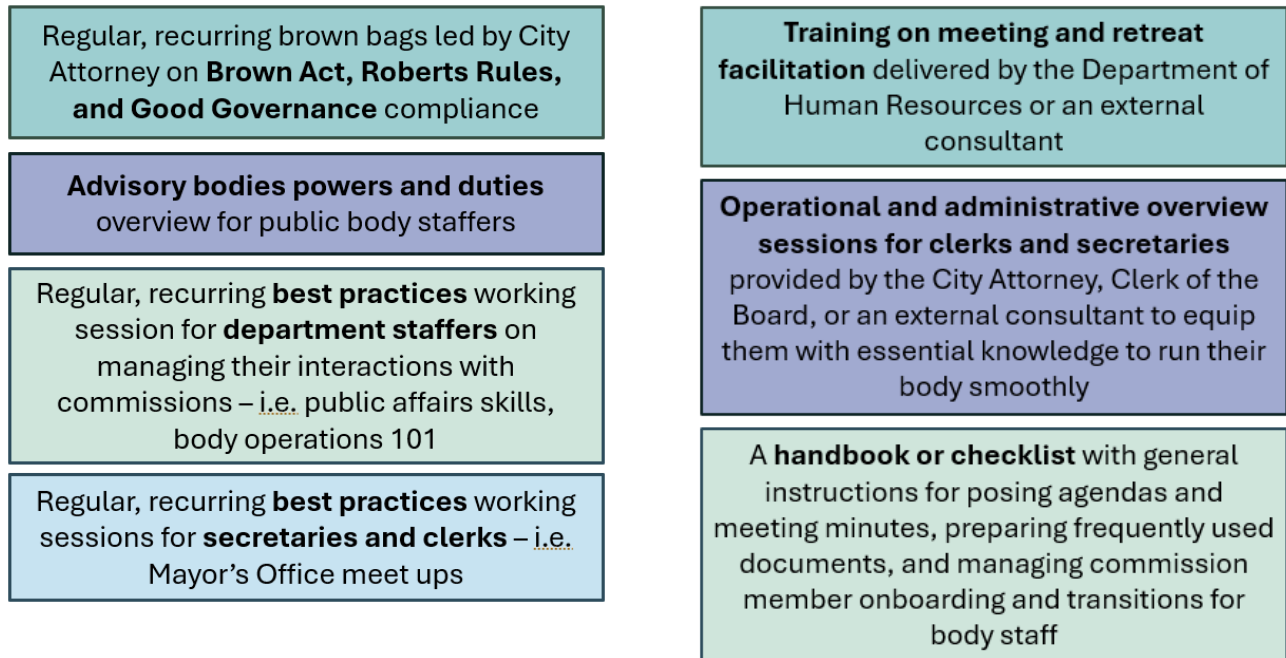 Regular, recurring brown bags led by City
Attorney on Brown Act, Roberts Rules,
and Good Governance compliance
Advisory bodies powers and duties
overview for public body staffers
Regular, recurring best practices working
session for department staffers on
managing their interactions with
commissions – i.e. public affairs skills,
body operations 101
Regular, recurring best practices working
sessions for secretaries and clerks – i.e.
Mayor's Office meet ups
Training on meeting and retreat
facilitation delivered by the Department of
Human Resources or an external
consultant
Operational and administrative overview
sessions for clerks and secretaries
provided by the City Attorney, Clerk of the
Board, or an external consultant to equip
them with essential knowledge to run their
body smoothly
A handbook or checklist with general
instructions for posing agendas and
meeting minutes, preparing frequently used
documents, and managing commission
member onboarding and transitions for
body staff